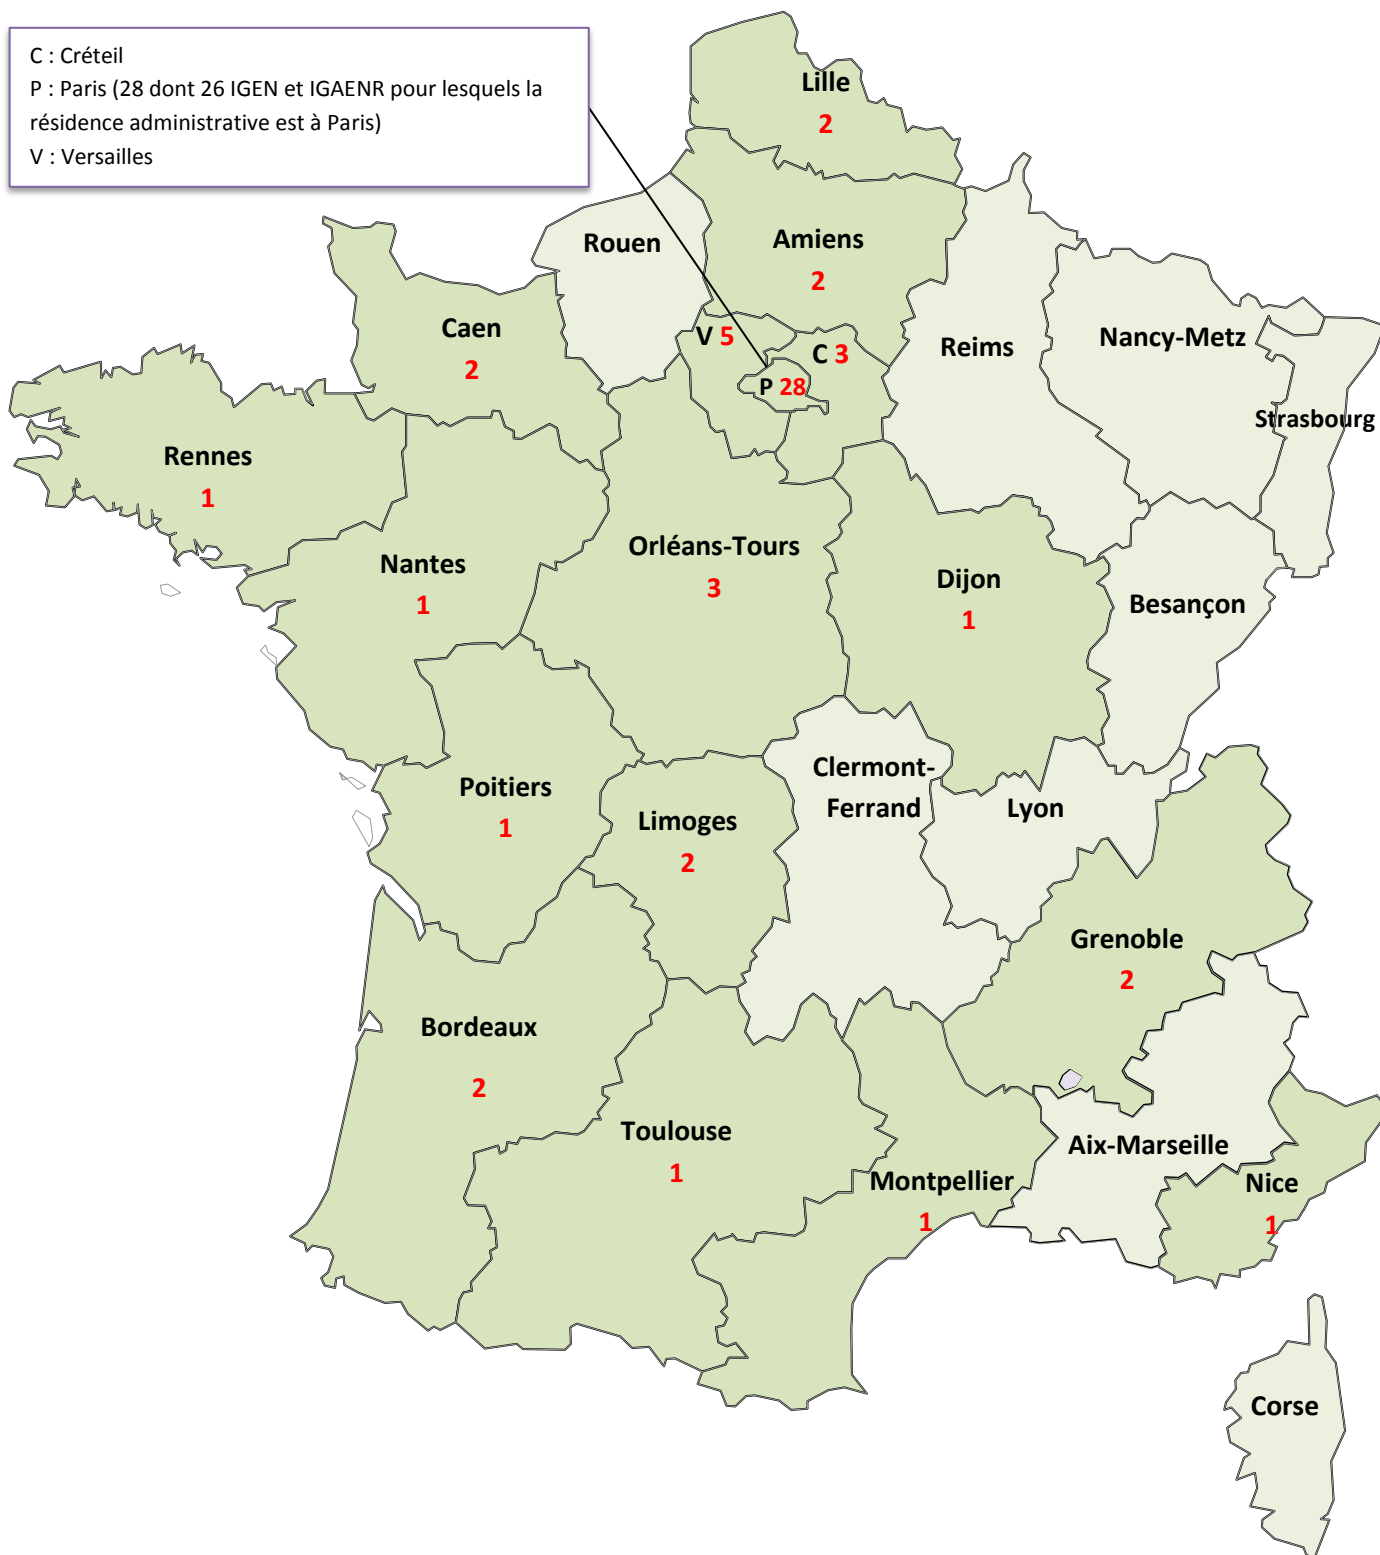 C : Créteil
P : Paris (28 dont 26 IGEN et IGAENR pour lesquels la
résidence administrative est à Paris)
V : Versailles
Lille
2
Rouen
Amiens
2
Caen
2
V 5
C 3
P 28
Reims
Nancy-Metz
Strasbourg
Rennes
1
Nantes
1
Orléans-Tours
3
Dijon
1
Besançon
Poitiers
1
Limoges
2
Clermont-
Ferrand
Lyon
Grenoble
2
Bordeaux
2
Toulouse
1
Montpellier
1
Aix-Marseille
Nice
1
Corse